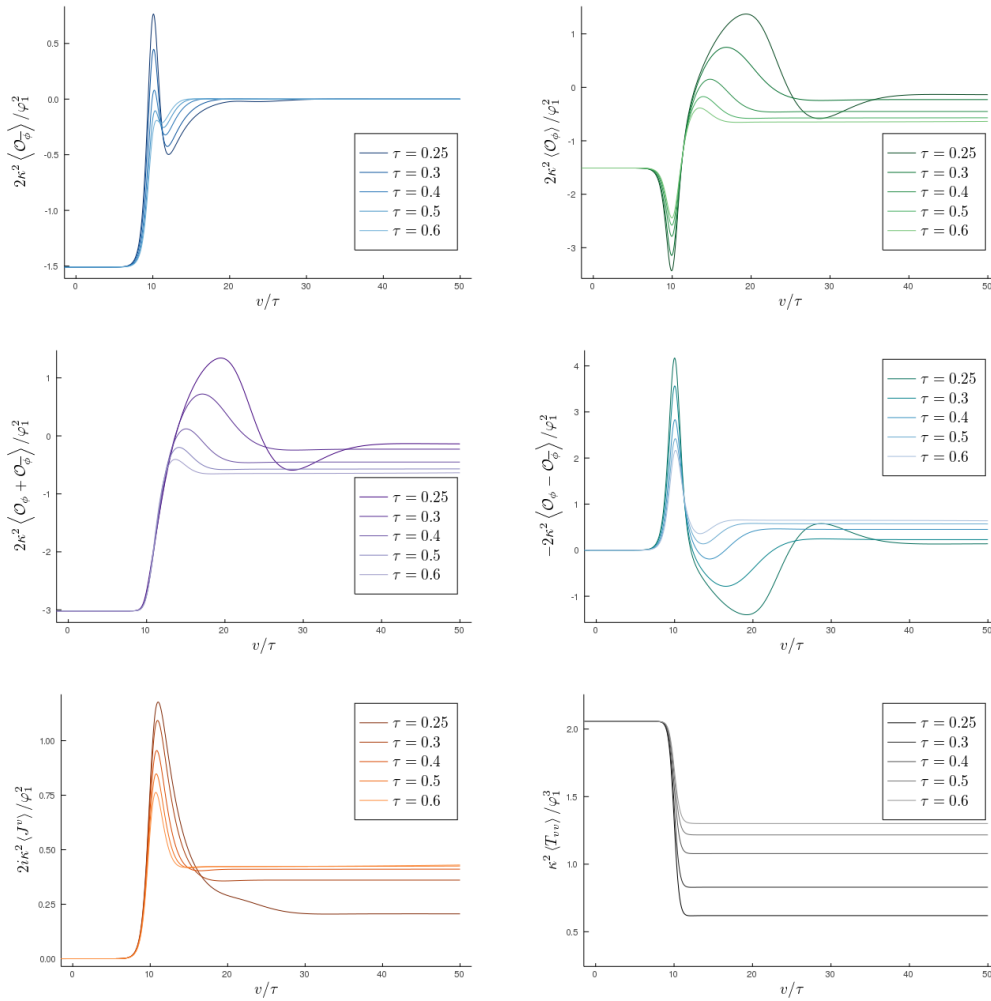 2κ² ⟨𝒪_ϕ̅⟩ /φ₁²
0.5
0.0
-0.5
-1.0
-1.5
τ = 0.25
τ = 0.3
τ = 0.4
τ = 0.5
τ = 0.6
0 10 20 30 40 50
v/τ
2κ² ⟨𝒪_ϕ⟩ /φ₁²
1
0
-1
-2
-3
τ = 0.25
τ = 0.3
τ = 0.4
τ = 0.5
τ = 0.6
0 10 20 30 40 50
v/τ
2κ² ⟨𝒪_ϕ + 𝒪_ϕ̅⟩ /φ₁²
1
0
-1
-2
-3
τ = 0.25
τ = 0.3
τ = 0.4
τ = 0.5
τ = 0.6
0 10 20 30 40 50
v/τ
-2κ² ⟨𝒪_ϕ − 𝒪_ϕ̅⟩ /φ₁²
4
3
2
1
0
-1
τ = 0.25
τ = 0.3
τ = 0.4
τ = 0.5
τ = 0.6
0 10 20 30 40 50
v/τ
2iκ² ⟨J^v⟩ /φ₁²
1.00
0.75
0.50
0.25
0.00
τ = 0.25
τ = 0.3
τ = 0.4
τ = 0.5
τ = 0.6
0 10 20 30 40 50
v/τ
κ² ⟨T_vv⟩ /φ₁³
2.0
1.5
1.0
0.5
τ = 0.25
τ = 0.3
τ = 0.4
τ = 0.5
τ = 0.6
0 10 20 30 40 50
v/τ